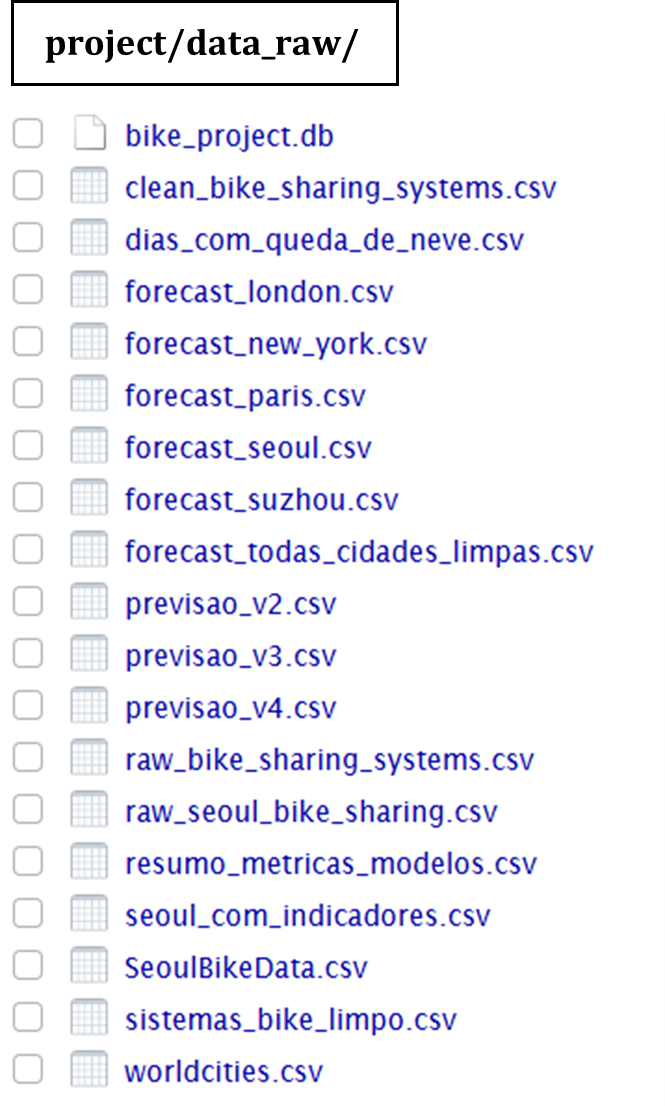 project/data_raw/
bike_project.db
clean_bike_sharing_systems.csv
dias_com_queda_de_neve.csv
forecast_london.csv
forecast_new_york.csv
forecast_paris.csv
forecast_seoul.csv
forecast_suzhou.csv
forecast_todas_cidades_limpas.csv
previsao_v2.csv
previsao_v3.csv
previsao_v4.csv
raw_bike_sharing_systems.csv
raw_seoul_bike_sharing.csv
resumo_metricas_modelos.csv
seoul_com_indicadores.csv
SeoulBikeData.csv
sistemas_bike_limpo.csv
worldcities.csv